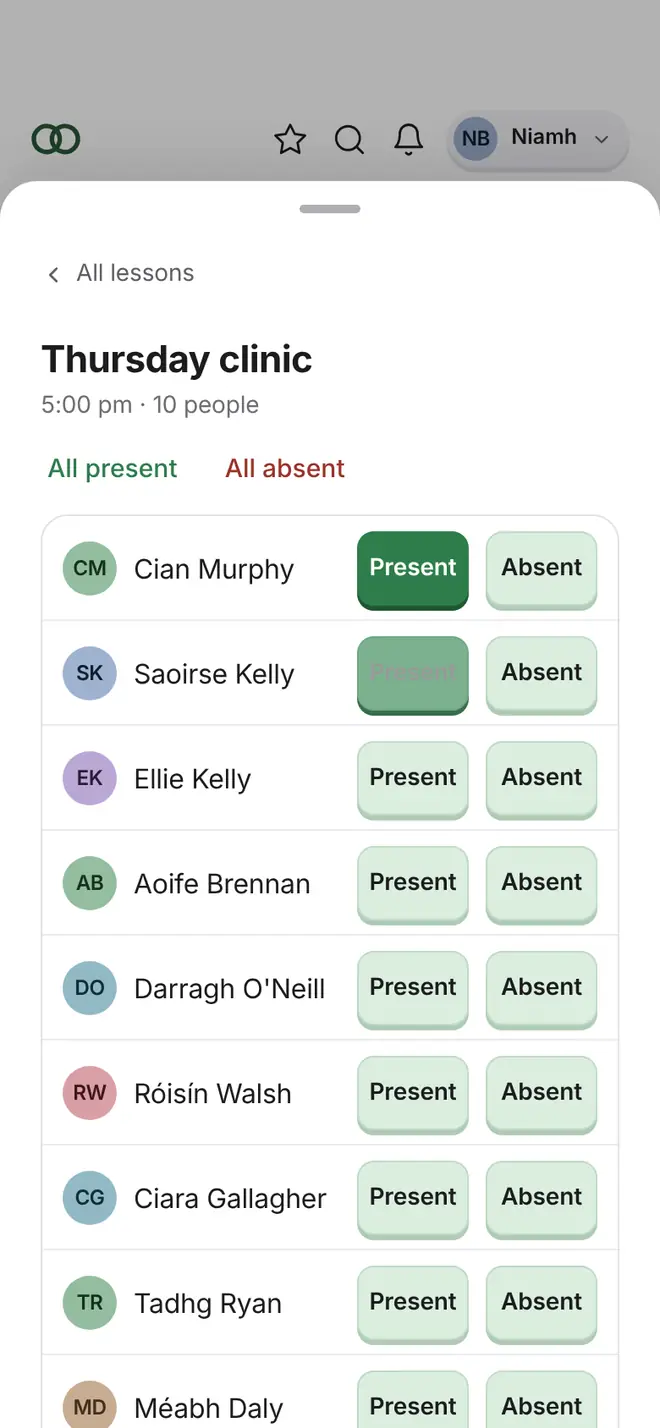 NB Niamh
All lessons
Thursday clinic
5:00 pm · 10 people
All present All absent
CM Cian Murphy Present Absent
SK Saoirse Kelly Present Absent
EK Ellie Kelly Present Absent
AB Aoife Brennan Present Absent
DO Darragh O'Neill Present Absent
RW Róisín Walsh Present Absent
CG Ciara Gallagher Present Absent
TR Tadhg Ryan Present Absent
MD Méabh Daly Present Absent